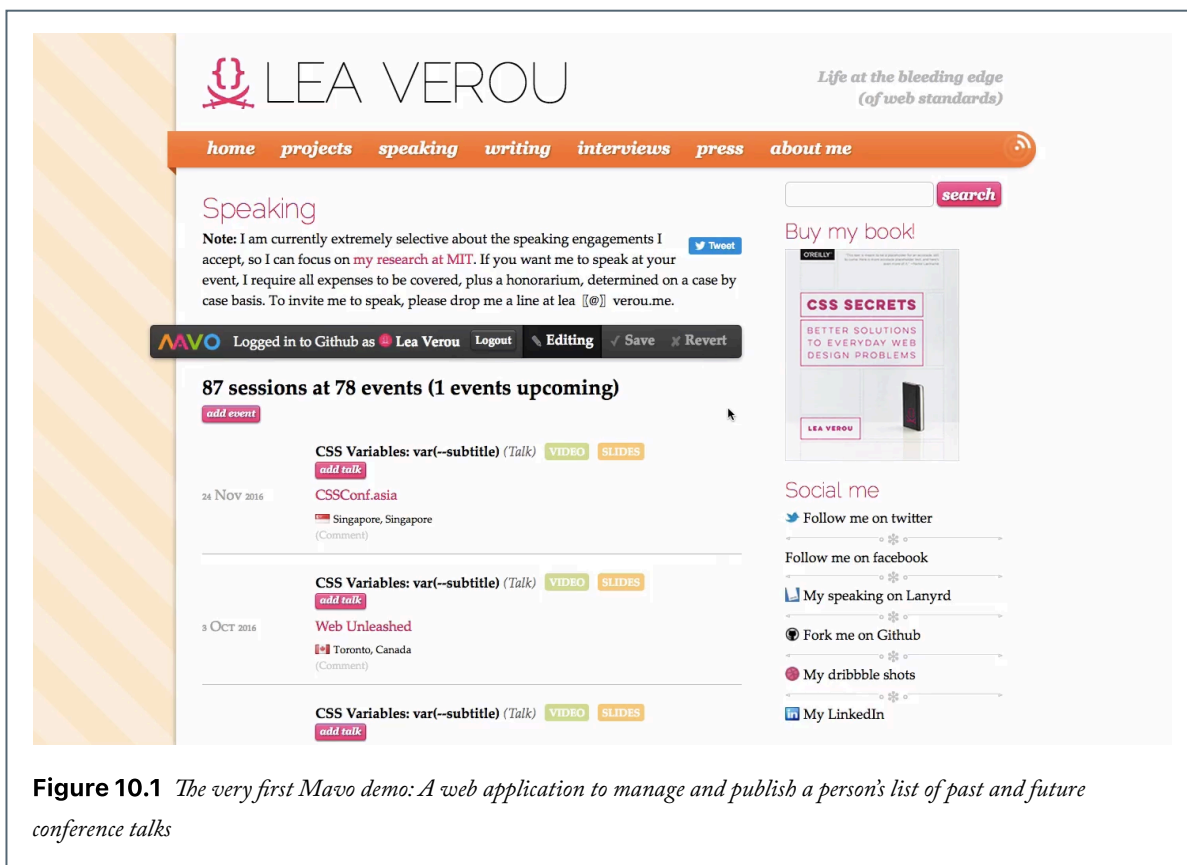 {} LEA VEROU
Life at the bleeding edge
(of web standards)
home projects speaking writing interviews press about me
search
Speaking
Note: I am currently extremely selective about the speaking engagements I
accept, so I can focus on my research at MIT. If you want me to speak at your
event, I require all expenses to be covered, plus a honorarium, determined on a case by
case basis. To invite me to speak, please drop me a line at lea 〚@〛 verou.me.
Tweet
MAVO Logged in to Github as Lea Verou Logout Editing Save Revert
87 sessions at 78 events (1 events upcoming)
add event
CSS Variables: var(--subtitle) (Talk) VIDEO SLIDES
add talk
24 Nov 2016 CSSConf.asia
Singapore, Singapore
(Comment)
CSS Variables: var(--subtitle) (Talk) VIDEO SLIDES
add talk
3 Oct 2016 Web Unleashed
Toronto, Canada
(Comment)
CSS Variables: var(--subtitle) (Talk) VIDEO SLIDES
add talk
Buy my book!
O'REILLY
CSS SECRETS
BETTER SOLUTIONS
TO EVERYDAY WEB
DESIGN PROBLEMS
LEA VEROU
Social me
Follow me on twitter
Follow me on facebook
My speaking on Lanyrd
Fork me on Github
My dribbble shots
My LinkedIn
Figure 10.1 The very first Mavo demo: A web application to manage and publish a person's list of past and future
conference talks